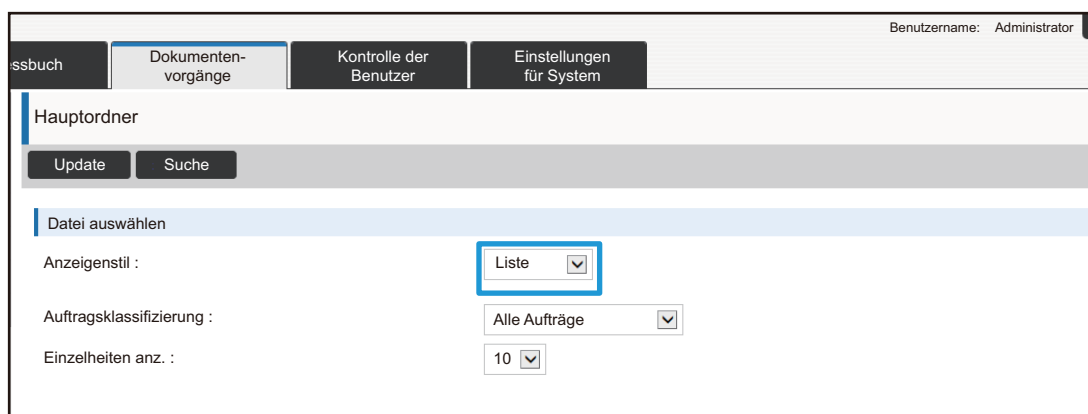 Benutzername: Administrator
essbuch
Dokumenten-
vorgänge
Kontrolle der
Benutzer
Einstellungen
für System
Hauptordner
Update Suche
Datei auswählen
Anzeigenstil : Liste
Auftragsklassifizierung : Alle Aufträge
Einzelheiten anz. : 10